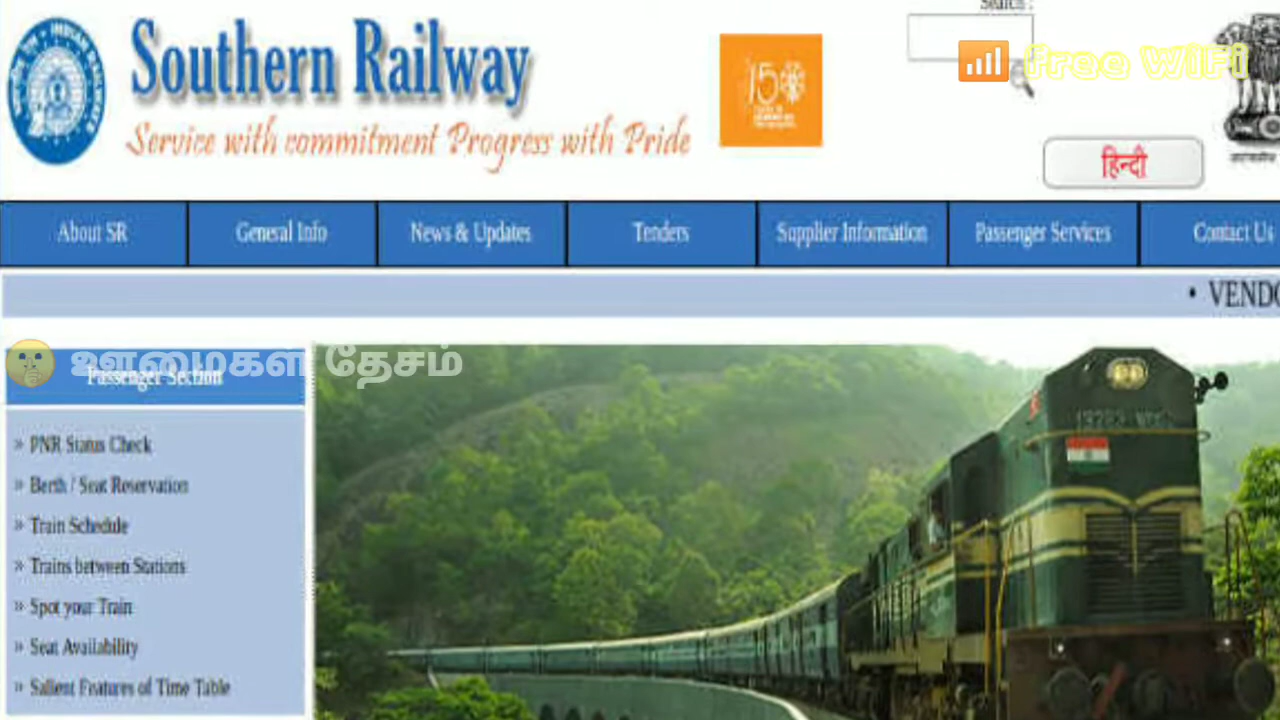 Search :
Southern Railway
Free WiFi
150
Service with commitment Progress with Pride
हिन्दी
About SR
General Info
News & Updates
Tenders
Supplier Information
Passenger Services
Contact Us
• VENDO
ஊமைகள் தேசம்
Passenger Section
» PNR Status Check
» Berth / Seat Reservation
» Train Schedule
» Trains between Stations
» Spot your Train
» Seat Availability
» Salient Features of Time Table